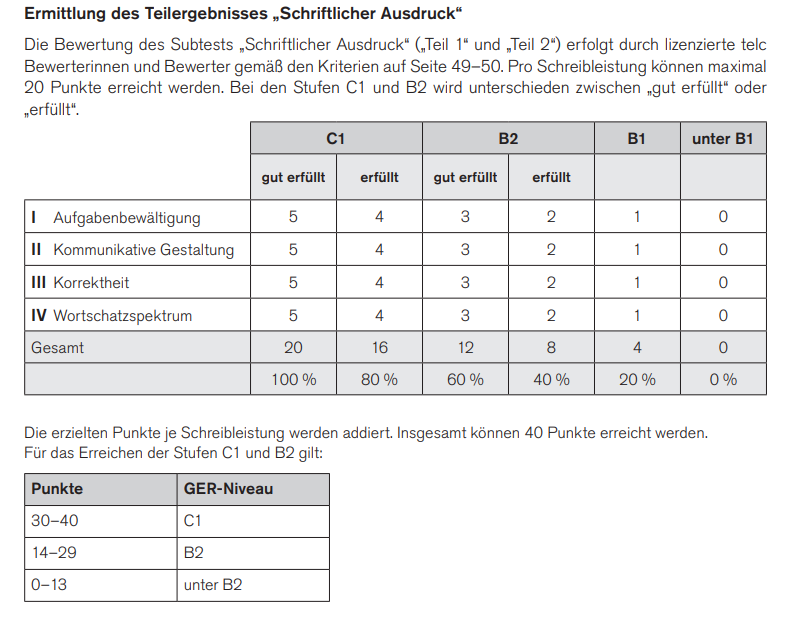 Ermittlung des Teilergebnisses „Schriftlicher Ausdruck“
Die Bewertung des Subtests „Schriftlicher Ausdruck“ („Teil 1“ und „Teil 2“) erfolgt durch lizenzierte telc
Bewerterinnen und Bewerter gemäß den Kriterien auf Seite 49–50. Pro Schreibleistung können maximal
20 Punkte erreicht werden. Bei den Stufen C1 und B2 wird unterschieden zwischen „gut erfüllt“ oder
„erfüllt“.
C1 B2 B1 unter B1
gut erfüllt erfüllt gut erfüllt erfüllt
I Aufgabenbewältigung 5 4 3 2 1 0
II Kommunikative Gestaltung 5 4 3 2 1 0
III Korrektheit 5 4 3 2 1 0
IV Wortschatzspektrum 5 4 3 2 1 0
Gesamt 20 16 12 8 4 0
100 % 80 % 60 % 40 % 20 % 0 %
Die erzielten Punkte je Schreibleistung werden addiert. Insgesamt können 40 Punkte erreicht werden.
Für das Erreichen der Stufen C1 und B2 gilt:
Punkte GER-Niveau
30–40 C1
14–29 B2
0–13 unter B2